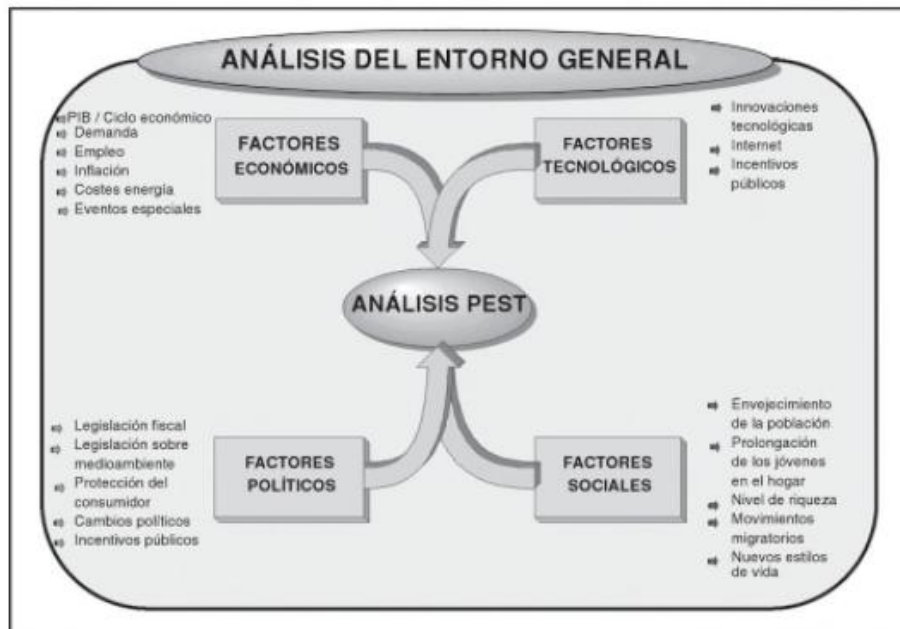 ANÁLISIS DEL ENTORNO GENERAL
PIB / Ciclo económico
Demanda
Empleo
Inflación
Costes energía
Eventos especiales
FACTORES
ECONÓMICOS
FACTORES
TECNOLÓGICOS
Innovaciones
tecnológicas
Internet
Incentivos
públicos
ANÁLISIS PEST
Legislación fiscal
Legislación sobre
medioambiente
Protección del
consumidor
Cambios políticos
Incentivos públicos
FACTORES
POLÍTICOS
FACTORES
SOCIALES
Envejecimiento
de la población
Prolongación
de los jóvenes
en el hogar
Nivel de riqueza
Movimientos
migratorios
Nuevos estilos
de vida